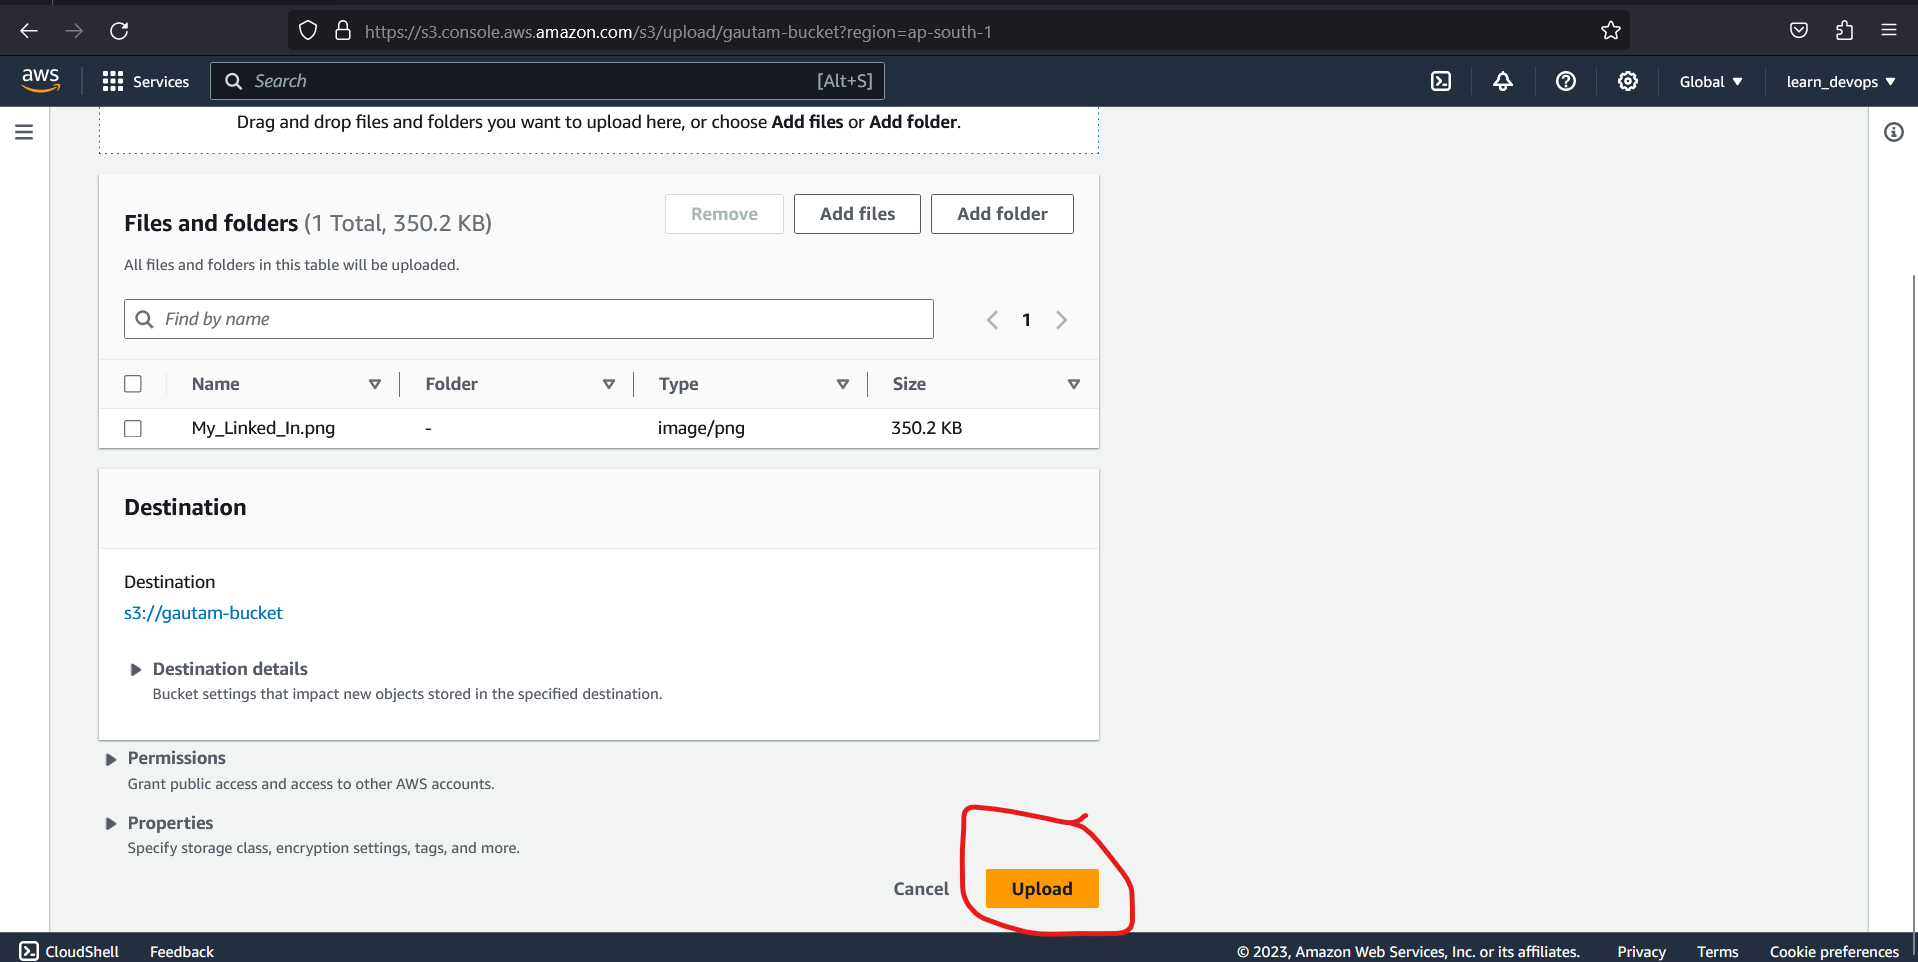 https://s3.console.aws.amazon.com/s3/upload/gautam-bucket?region=ap-south-1
aws Services Search [Alt+S] Global learn_devops
Drag and drop files and folders you want to upload here, or choose Add files or Add folder.
Files and folders (1 Total, 350.2 KB) Remove Add files Add folder
All files and folders in this table will be uploaded.
Find by name 1
Name Folder Type Size
My_Linked_In.png - image/png 350.2 KB
Destination
Destination
s3://gautam-bucket
Destination details
Bucket settings that impact new objects stored in the specified destination.
Permissions
Grant public access and access to other AWS accounts.
Properties
Specify storage class, encryption settings, tags, and more.
Cancel Upload
CloudShell Feedback © 2023, Amazon Web Services, Inc. or its affiliates. Privacy Terms Cookie preferences